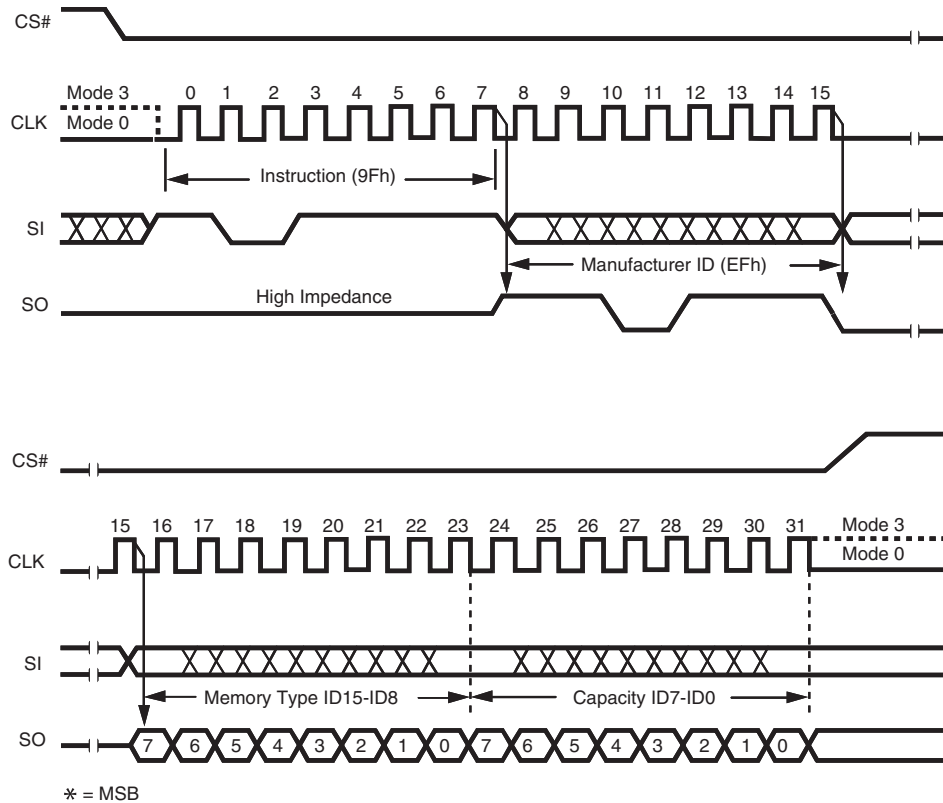 CS#
Mode 3
0 1 2 3 4 5 6 7 8 9 10 11 12 13 14 15
CLK
Mode 0
Instruction (9Fh)
SI
Manufacturer ID (EFh)
High Impedance
SO
CS#
15 16 17 18 19 20 21 22 23 24 25 26 27 28 29 30 31
Mode 3
CLK
Mode 0
SI
Memory Type ID15-ID8
Capacity ID7-ID0
SO
7 6 5 4 3 2 1 0 7 6 5 4 3 2 1 0
* = MSB